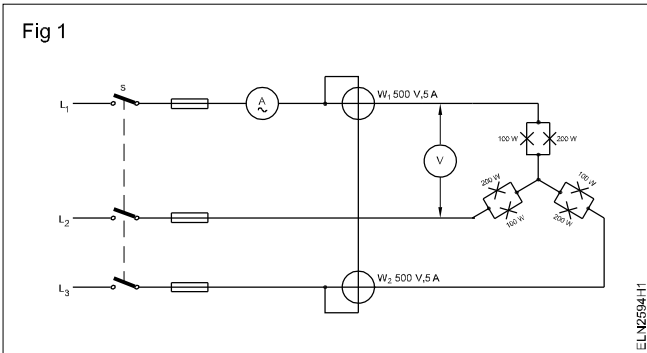 Fig 1
S
L1
A
~
W1 500 V,5 A
V
100 W
200 W
200 W
100 W
100 W
200 W
L2
L3
W2 500 V,5 A
ELN2594H1